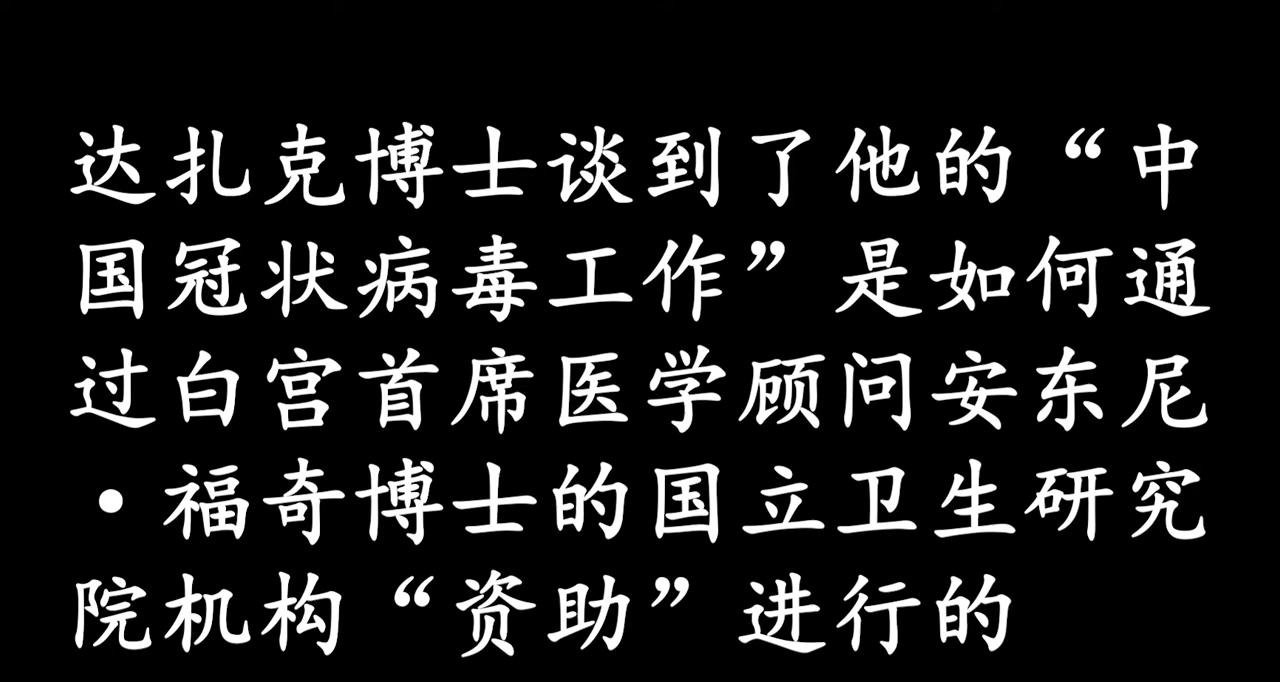 达扎克博士谈到了他的“中
国冠状病毒工作”是如何通
过白宫首席医学顾问安东尼
·福奇博士的国立卫生研究
院机构“资助”进行的